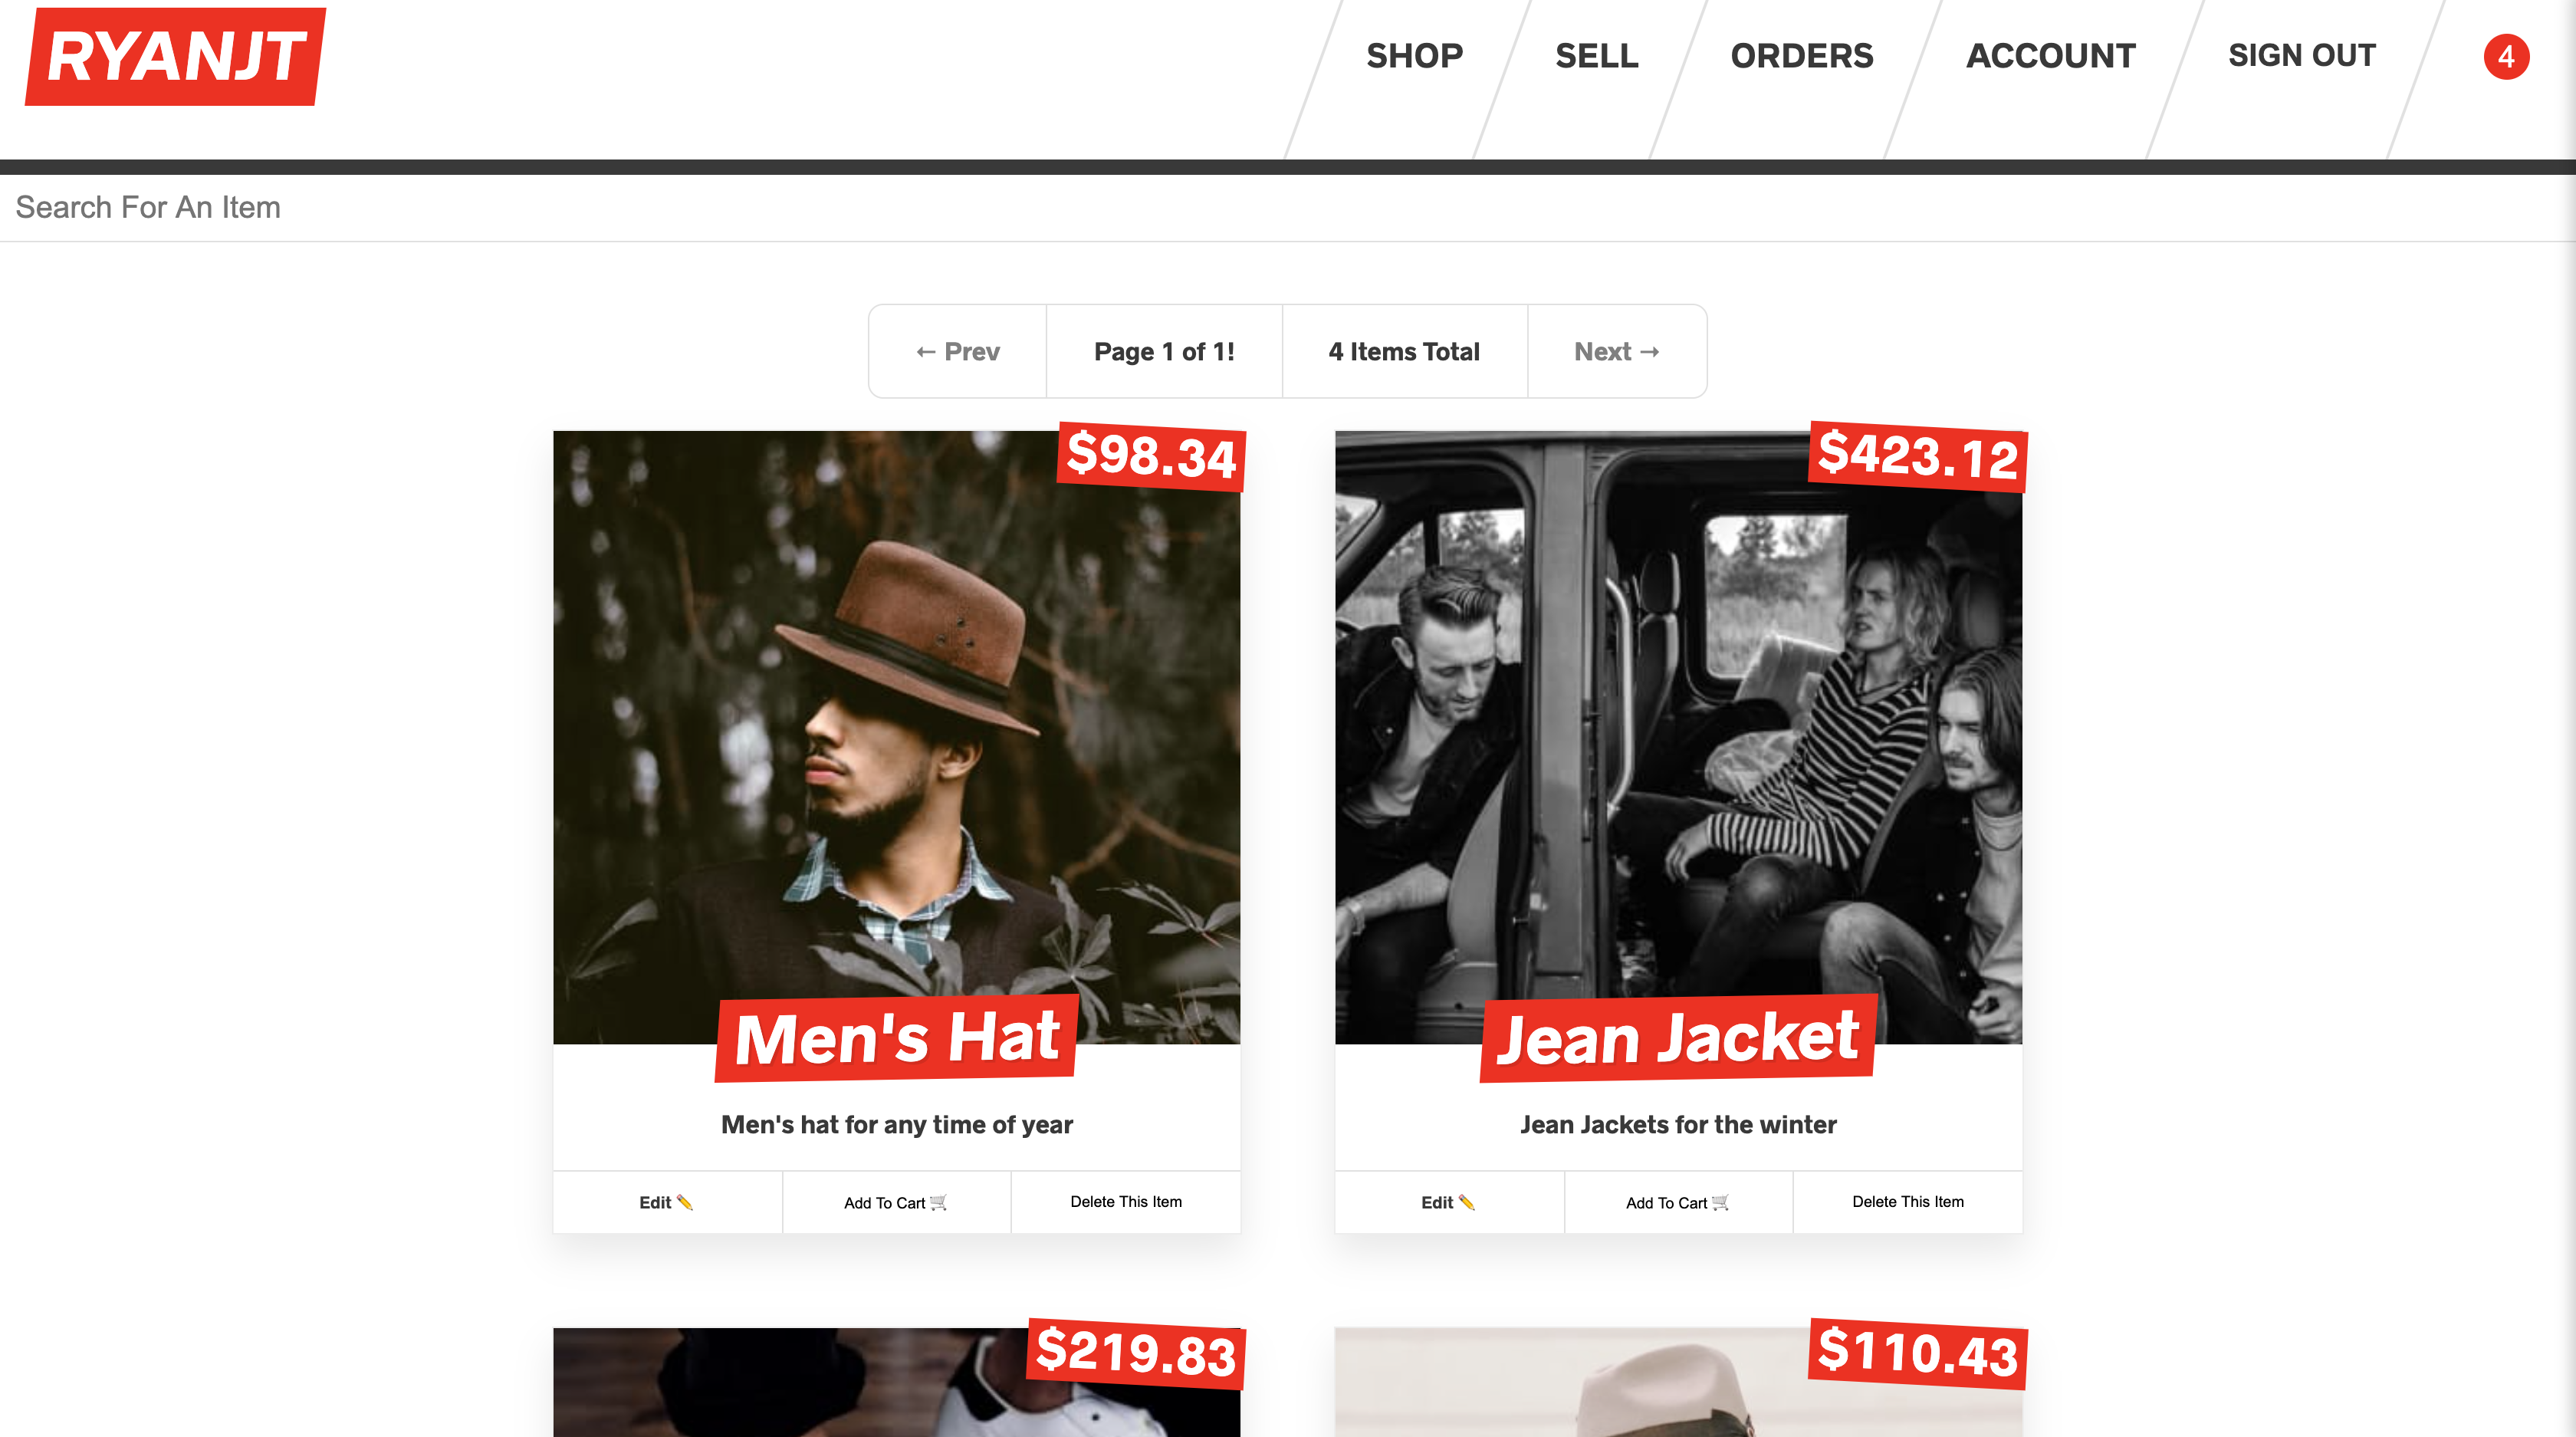 RYANJT
SHOP
SELL
ORDERS
ACCOUNT
SIGN OUT
4
Search For An Item
← Prev
Page 1 of 1!
4 Items Total
Next →
$98.34
Men's Hat
Men's hat for any time of year
Edit ✏️
Add To Cart 🛒
Delete This Item
$423.12
Jean Jacket
Jean Jackets for the winter
Edit ✏️
Add To Cart 🛒
Delete This Item
$219.83
$110.43